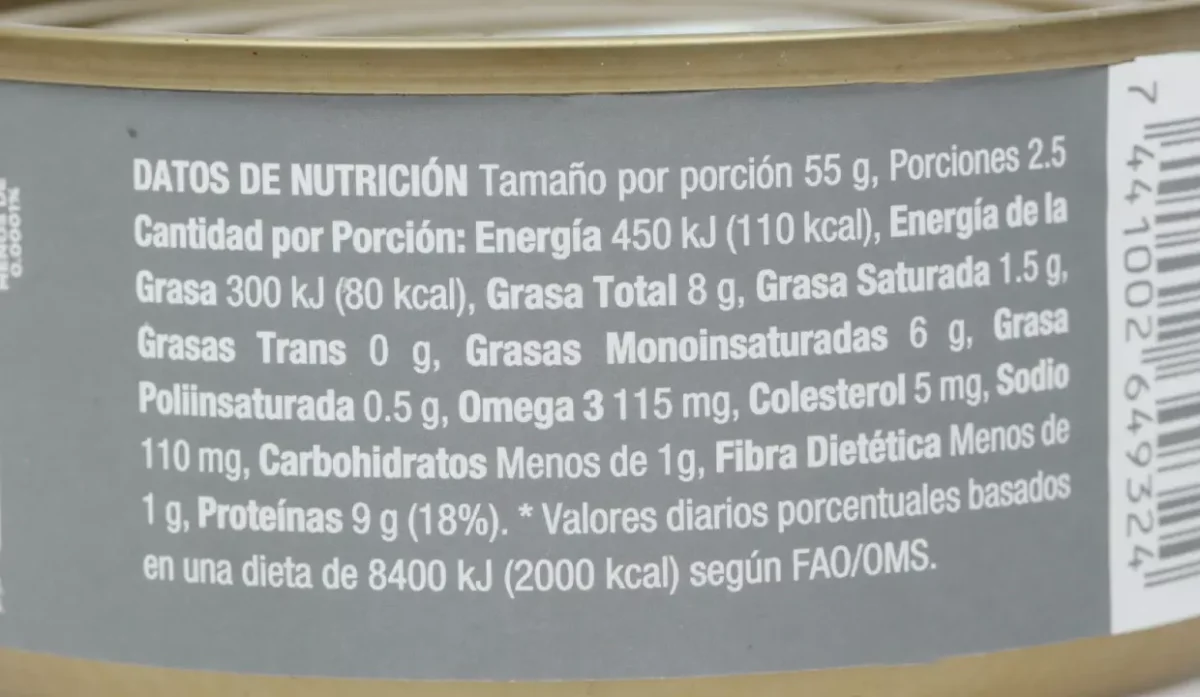 DATOS DE NUTRICIÓN Tamaño por porción 55 g, Porciones 2.5
Cantidad por Porción: Energía 450 kJ (110 kcal), Energía de la
Grasa 300 kJ (80 kcal), Grasa Total 8 g, Grasa Saturada 1.5 g,
Grasas Trans 0 g, Grasas Monoinsaturadas 6 g, Grasa
Poliinsaturada 0.5 g, Omega 3 115 mg, Colesterol 5 mg, Sodio
110 mg, Carbohidratos Menos de 1g, Fibra Dietética Menos de
1 g, Proteínas 9 g (18%). * Valores diarios porcentuales basados
en una dieta de 8400 kJ (2000 kcal) según FAO/OMS.
7 441002 649324
MENOS DE
0.0001%